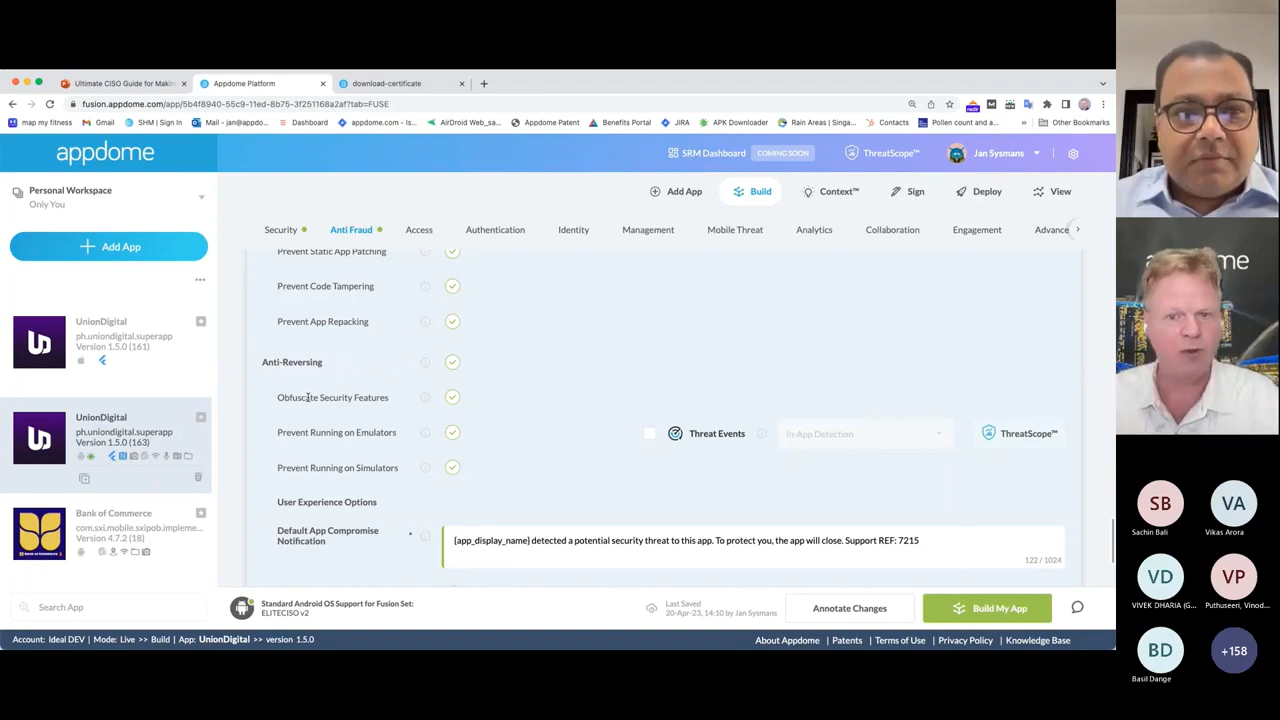 Ultimate CISO Guide for Makin
Appdome Platform
download-certificate
fusion.appdome.com/app/5b4f8940-55c9-11ed-8b75-3f251168a2af?tab=FUSE
map my fitness
Gmail
SHM | Sign In
Mail - jan@appdo...
Dashboard
appdome.com - Is...
AirDroid Web_sa...
Appdome Patent
Benefits Portal
JIRA
APK Downloader
Rain Areas | Singa...
Contacts
Pollen count and a...
»
Other Bookmarks
appdome
SRM Dashboard COMING SOON
ThreatScope™
Jan Sysmans
Personal Workspace
Only You
Add App
Build
Context™
Sign
Deploy
View
Security
Anti Fraud
Access
Authentication
Identity
Management
Mobile Threat
Analytics
Collaboration
Engagement
Advance
+ Add App
UnionDigital
ph.uniondigital.superapp
Version 1.5.0 (161)
UnionDigital
ph.uniondigital.superapp
Version 1.5.0 (163)
Bank of Commerce
com.sxi.mobile.sxipob.impleme...
Version 4.7.2 (18)
Search App
Prevent Static App Patching
Prevent Code Tampering
Prevent App Repacking
Anti-Reversing
Obfuscate Security Features
Prevent Running on Emulators
Threat Events
In-App Detection
ThreatScope™
Prevent Running on Simulators
User Experience Options
Default App Compromise
Notification
{app_display_name} detected a potential security threat to this app. To protect you, the app will close. Support REF: 7215
122 / 1024
Standard Android OS Support for Fusion Set:
ELITECISO v2
Last Saved
20-Apr-23, 14:10 by Jan Sysmans
Annotate Changes
Build My App
Account: Ideal DEV | Mode: Live >> Build | App: UnionDigital >> version 1.5.0
About Appdome | Patents | Terms of Use | Privacy Policy | Knowledge Base
ome
SB
Sachin Bali
VA
Vikas Arora
VD
VIVEK DHARIA (G...
VP
Puthuseeri, Vinod...
BD
Basil Dange
+158